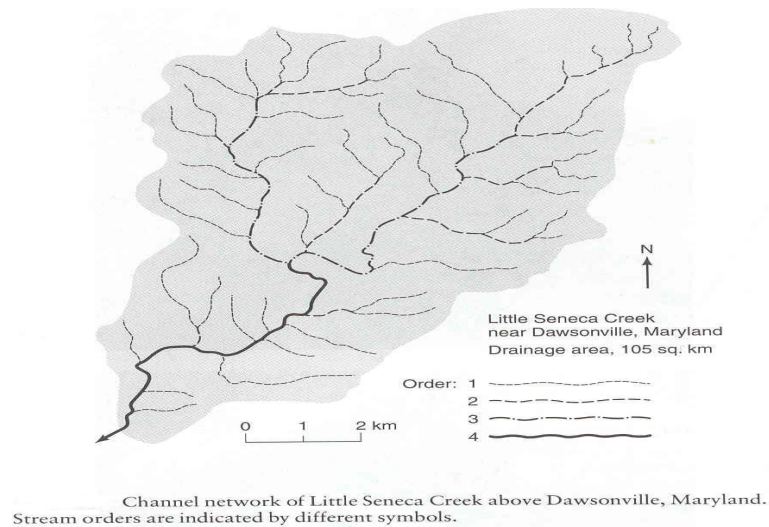 N
Little Seneca Creek
near Dawsonville, Maryland
Drainage area, 105 sq. km
Order: 1
2
3
4
0 1 2 km
Channel network of Little Seneca Creek above Dawsonville, Maryland.
Stream orders are indicated by different symbols.